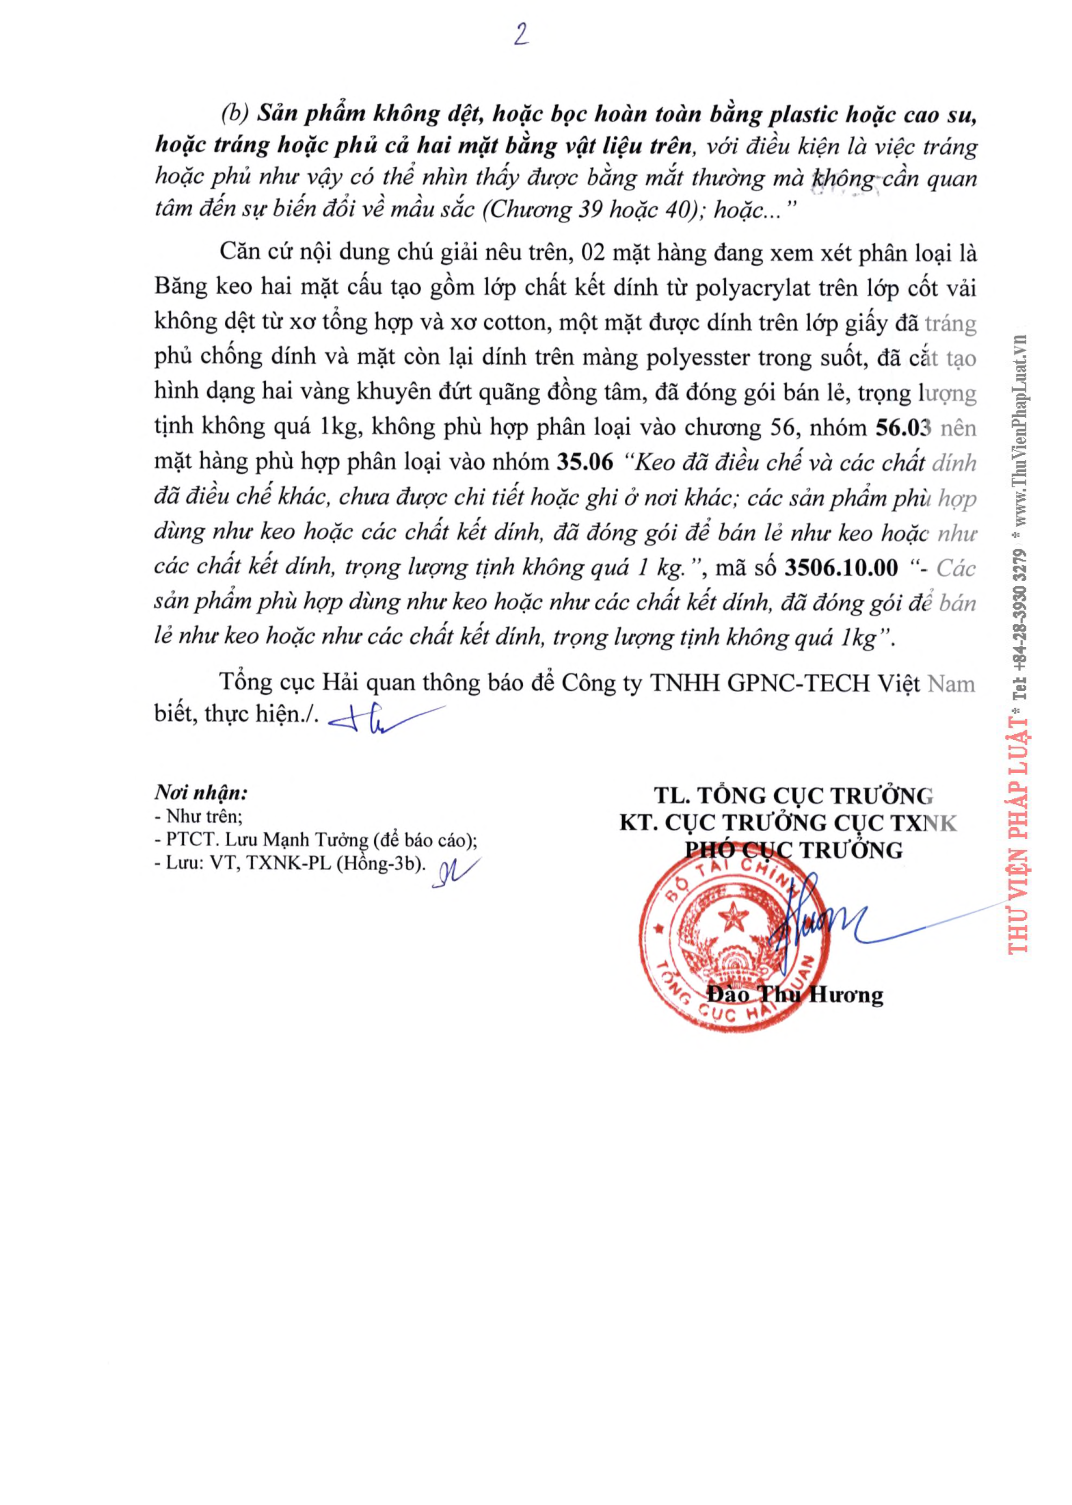 2
(b) Sản phẩm không dệt, hoặc bọc hoàn toàn bằng plastic hoặc cao su,
hoặc tráng hoặc phủ cả hai mặt bằng vật liệu trên, với điều kiện là việc tráng
hoặc phủ như vậy có thể nhìn thấy được bằng mắt thường mà không cần quan
tâm đến sự biến đổi về mầu sắc (Chương 39 hoặc 40); hoặc...”
Căn cứ nội dung chú giải nêu trên, 02 mặt hàng đang xem xét phân loại là
Băng keo hai mặt cấu tạo gồm lớp chất kết dính từ polyacrylat trên lớp cốt vải
không dệt từ xơ tổng hợp và xơ cotton, một mặt được dính trên lớp giấy đã tráng
phủ chống dính và mặt còn lại dính trên màng polyesster trong suốt, đã cắt tạo
hình dạng hai vàng khuyên đứt quãng đồng tâm, đã đóng gói bán lẻ, trọng lượng
tịnh không quá 1kg, không phù hợp phân loại vào chương 56, nhóm 56.03 nên
mặt hàng phù hợp phân loại vào nhóm 35.06 “Keo đã điều chế và các chất dính
đã điều chế khác, chưa được chi tiết hoặc ghi ở nơi khác; các sản phẩm phù hợp
dùng như keo hoặc các chất kết dính, đã đóng gói để bán lẻ như keo hoặc như
các chất kết dính, trọng lượng tịnh không quá 1 kg.”, mã số 3506.10.00 “- Các
sản phẩm phù hợp dùng như keo hoặc như các chất kết dính, đã đóng gói để bán
lẻ như keo hoặc như các chất kết dính, trọng lượng tịnh không quá 1kg”.
Tổng cục Hải quan thông báo để Công ty TNHH GPNC-TECH Việt Nam
biết, thực hiện./.
Nơi nhận:
- Như trên;
- PTCT. Lưu Mạnh Tưởng (để báo cáo);
- Lưu: VT, TXNK-PL (Hồng-3b).
TL. TỔNG CỤC TRƯỞNG
KT. CỤC TRƯỞNG CỤC TXNK
PHÓ CỤC TRƯỞNG
BỘ TÀI CHÍNH
TỔNG CỤC HẢI QUAN
Đào Thu Hương
THƯ VIỆN PHÁP LUẬT * Tel: +84-28-3930 3279 * www.ThuVienPhapLuat.vn